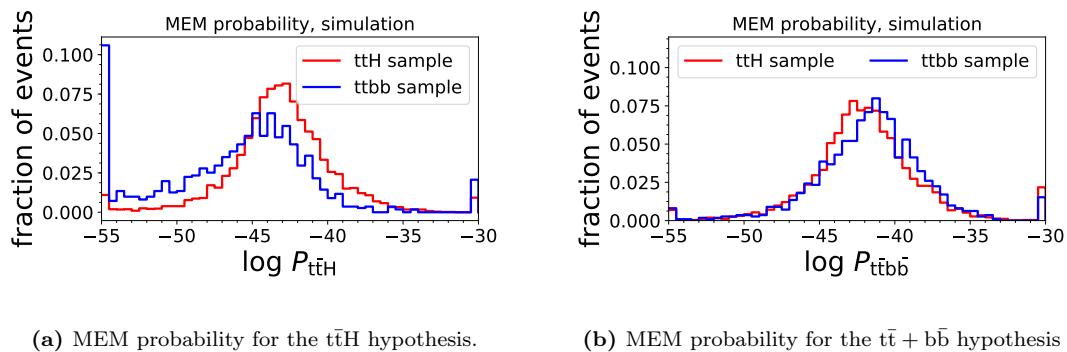 MEM probability, simulation
fraction of events
0.100
0.075
0.050
0.025
0.000
ttH sample
ttbb sample
−55 −50 −45 −40 −35 −30
log P_tt̄H
(a) MEM probability for the tt̄H hypothesis.
MEM probability, simulation
fraction of events
0.100
0.075
0.050
0.025
0.000
ttH sample ttbb sample
−55 −50 −45 −40 −35 −30
log P_tt̄bb̄
(b) MEM probability for the tt̄ + bb̄ hypothesis